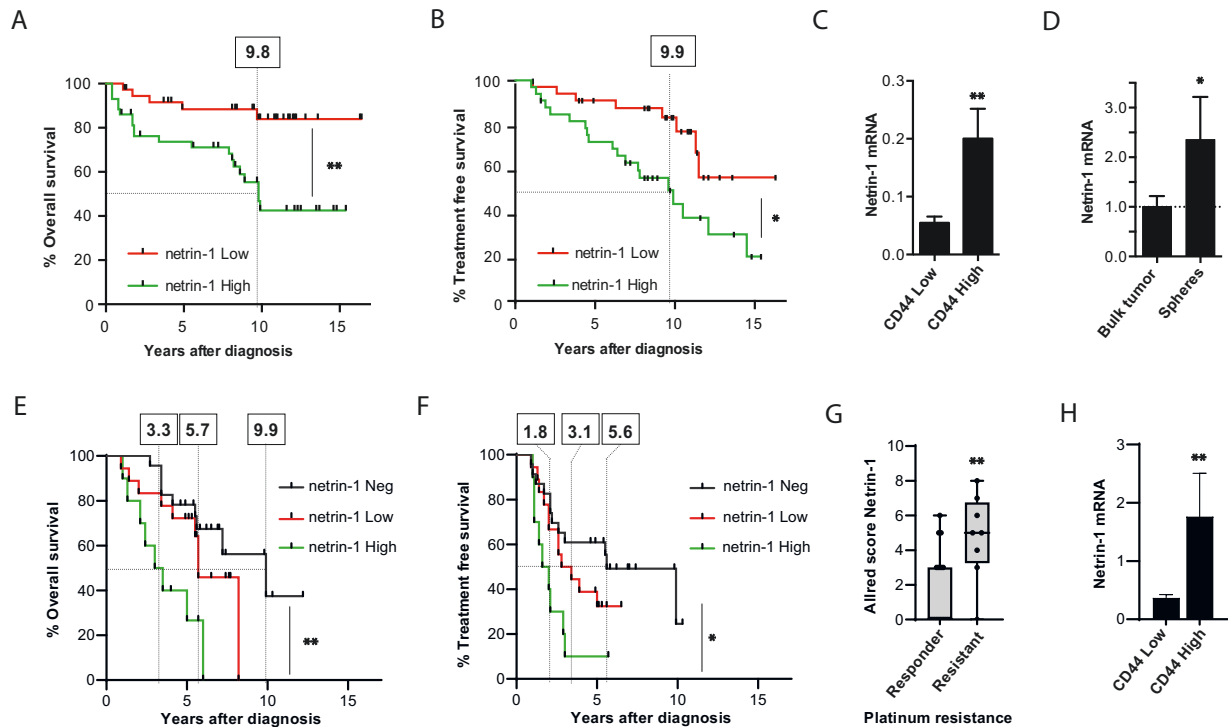 A
9.8
% Overall survival
100
80
60
40
20
0
**
netrin-1 Low
netrin-1 High
0
5
10
15
Years after diagnosis
B
9.9
% Treatment free survival
100
80
60
40
20
0
*
netrin-1 Low
netrin-1 High
0
5
10
15
Years after diagnosis
C
Netrin-1 mRNA
0.3
0.2
0.1
0.0
**
CD44 Low
CD44 High
D
Netrin-1 mRNA
3.0
2.0
1.0
0.0
*
Bulk tumor
Spheres
E
3.3
5.7
9.9
% Overall survival
100
80
60
40
20
0
netrin-1 Neg
netrin-1 Low
netrin-1 High
**
0
5
10
15
Years after diagnosis
F
1.8
3.1
5.6
% Treatment free survival
100
80
60
40
20
0
netrin-1 Neg
netrin-1 Low
netrin-1 High
*
0
5
10
15
Years after diagnosis
G
Allred score Netrin-1
10
8
6
4
2
0
**
Responder
Resistant
Platinum resistance
H
Netrin-1 mRNA
3
2
1
0
**
CD44 Low
CD44 High